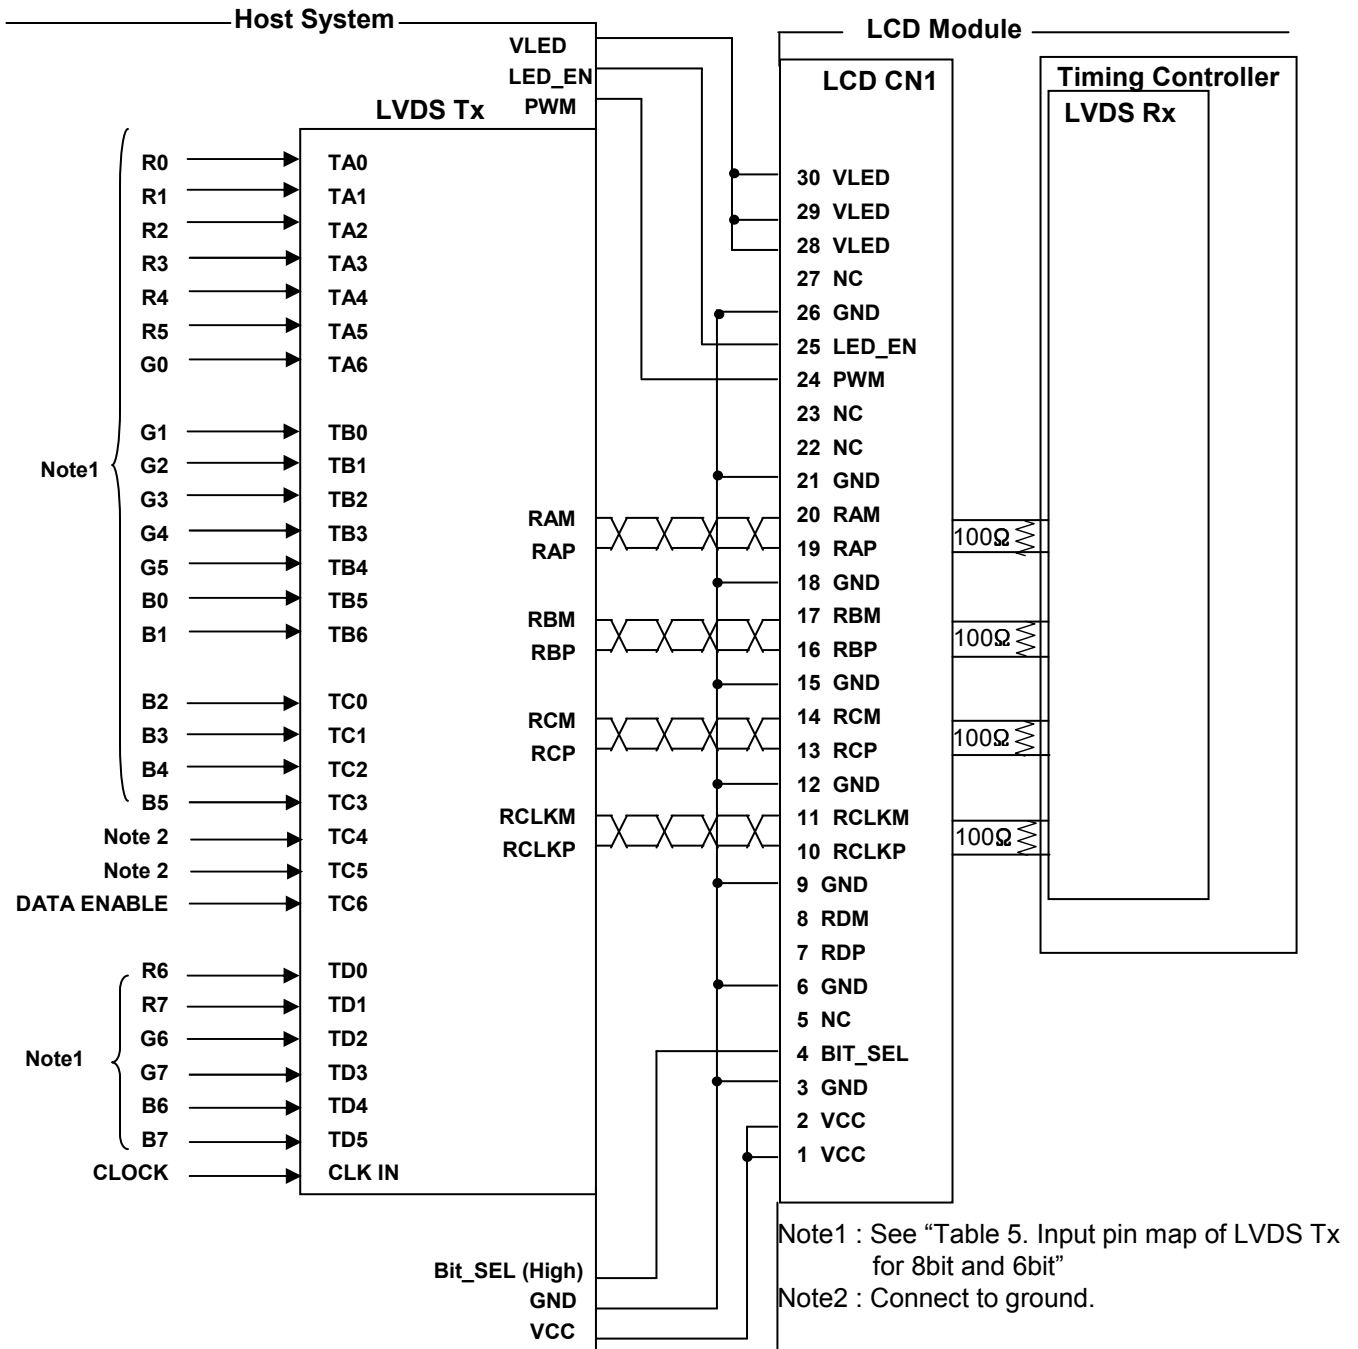 Host System
LCD Module
VLED
LED_EN
PWM
LVDS Tx
R0 TA0
R1 TA1
R2 TA2
R3 TA3
R4 TA4
R5 TA5
G0 TA6
G1 TB0
G2 TB1
G3 TB2
G4 TB3
G5 TB4
B0 TB5
B1 TB6
B2 TC0
B3 TC1
B4 TC2
B5 TC3
Note 2 TC4
Note 2 TC5
DATA ENABLE TC6
R6 TD0
R7 TD1
G6 TD2
G7 TD3
B6 TD4
B7 TD5
CLOCK CLK IN
Note1
Note1
RAM
RAP
RBM
RBP
RCM
RCP
RCLKM
RCLKP
Bit_SEL (High)
GND
VCC
LCD CN1
30 VLED
29 VLED
28 VLED
27 NC
26 GND
25 LED_EN
24 PWM
23 NC
22 NC
21 GND
20 RAM
19 RAP
18 GND
17 RBM
16 RBP
15 GND
14 RCM
13 RCP
12 GND
11 RCLKM
10 RCLKP
9 GND
8 RDM
7 RDP
6 GND
5 NC
4 BIT_SEL
3 GND
2 VCC
1 VCC
100Ω
100Ω
100Ω
100Ω
Timing Controller
LVDS Rx
Note1 : See “Table 5. Input pin map of LVDS Tx
for 8bit and 6bit”
Note2 : Connect to ground.